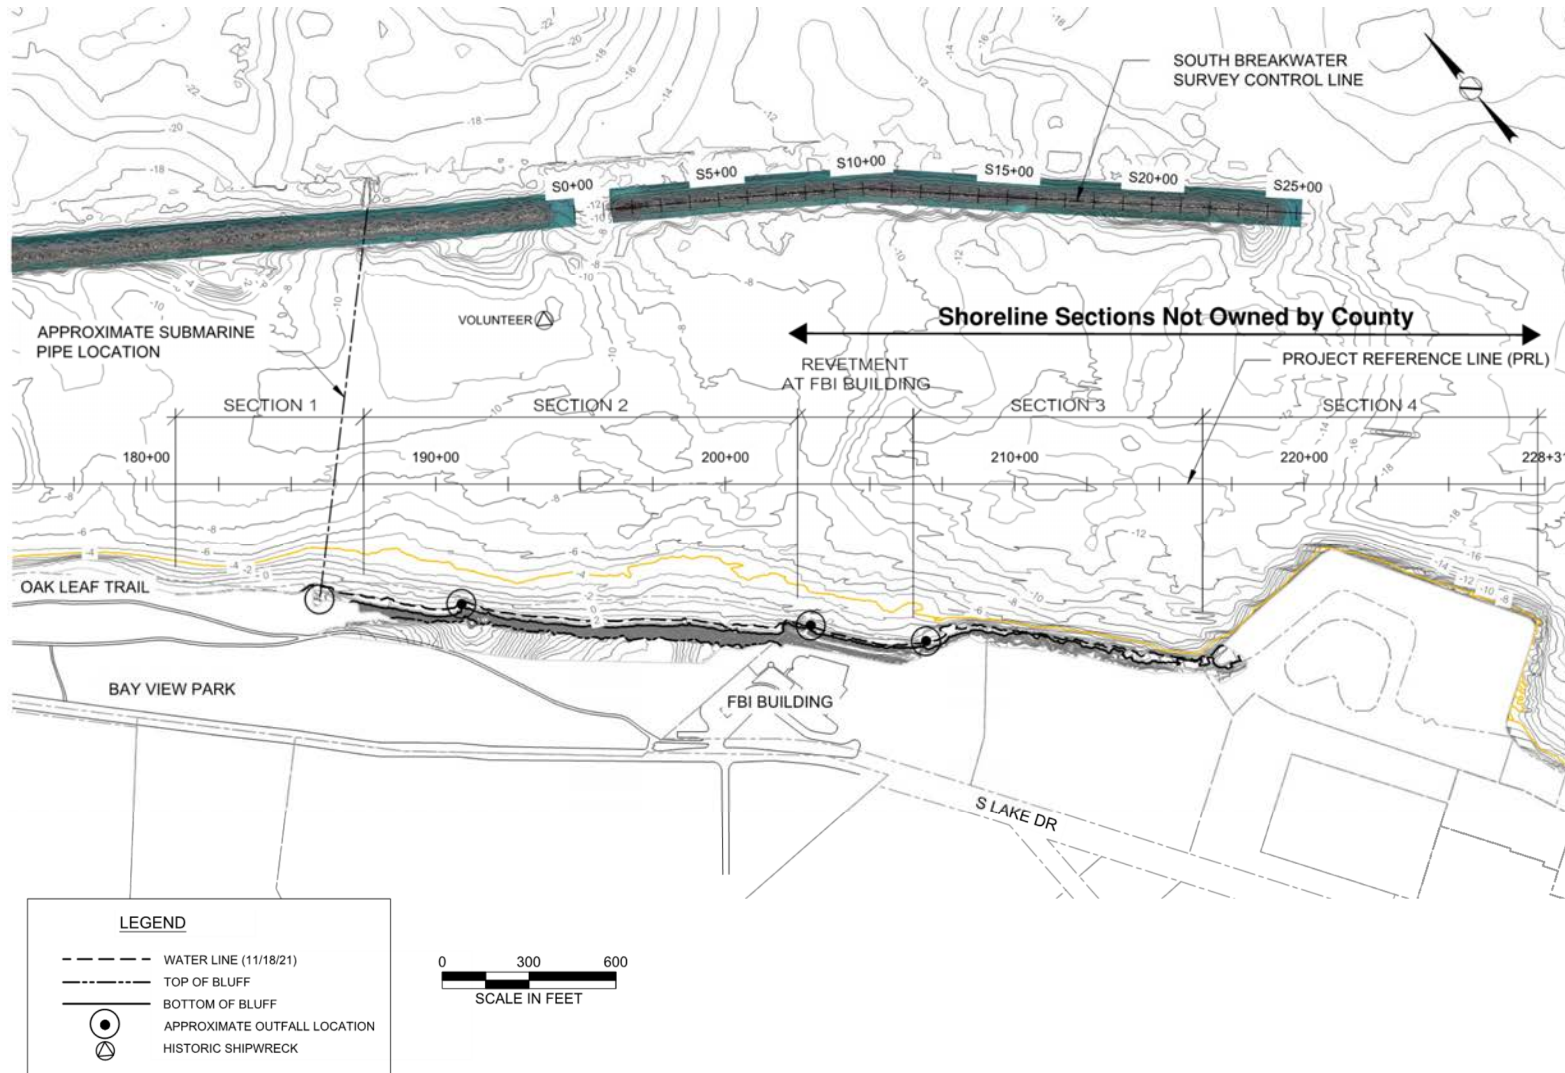 SOUTH BREAKWATER
SURVEY CONTROL LINE
S0+00
S5+00
S10+00
S15+00
S20+00
S25+00
VOLUNTEER
APPROXIMATE SUBMARINE
PIPE LOCATION
Shoreline Sections Not Owned by County
REVETMENT
AT FBI BUILDING
PROJECT REFERENCE LINE (PRL)
SECTION 1
SECTION 2
SECTION 3
SECTION 4
180+00
190+00
200+00
210+00
220+00
228+31
OAK LEAF TRAIL
BAY VIEW PARK
FBI BUILDING
S LAKE DR
LEGEND
WATER LINE (11/18/21)
TOP OF BLUFF
BOTTOM OF BLUFF
APPROXIMATE OUTFALL LOCATION
HISTORIC SHIPWRECK
0 300 600
SCALE IN FEET